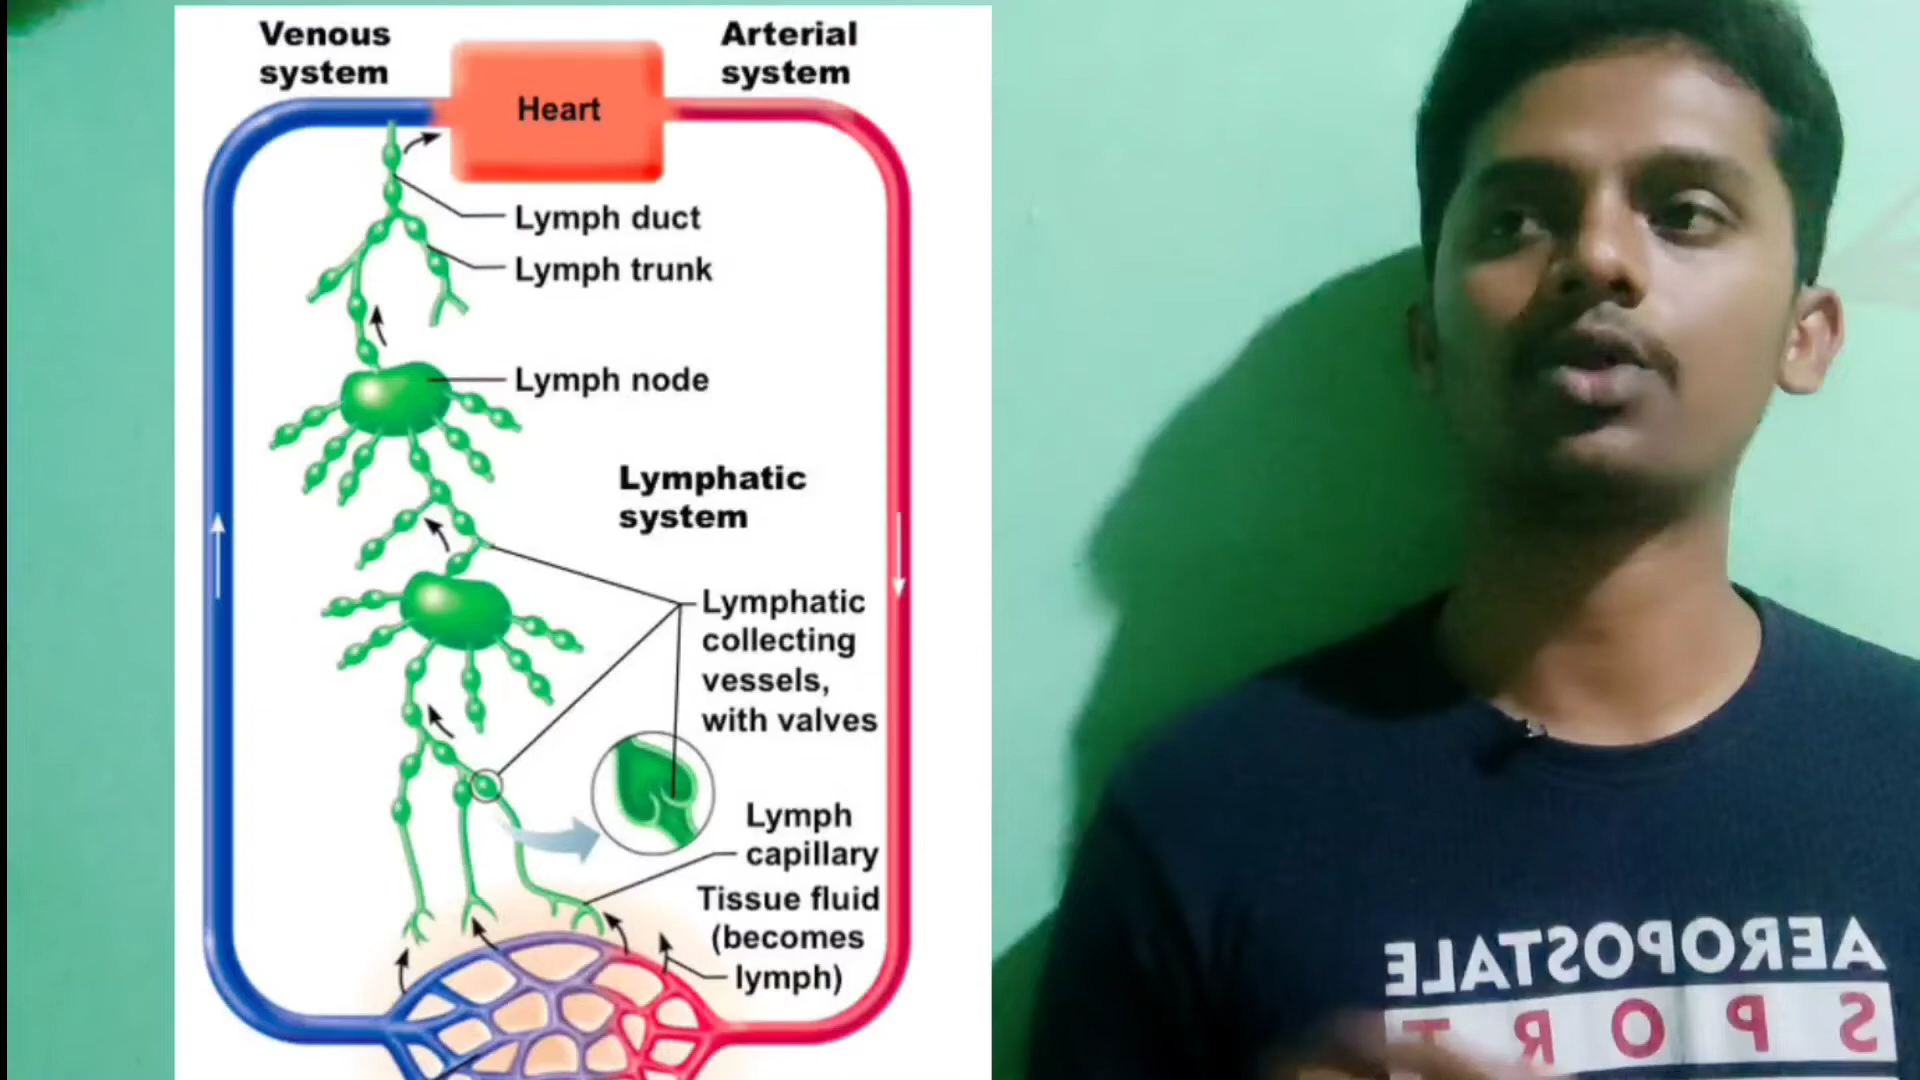 Venous
system
Arterial
system
Heart
Lymph duct
Lymph trunk
Lymph node
Lymphatic
system
Lymphatic
collecting
vessels,
with valves
Lymph
capillary
Tissue fluid
(becomes
lymph)
AEROPOSTALE
SPORT